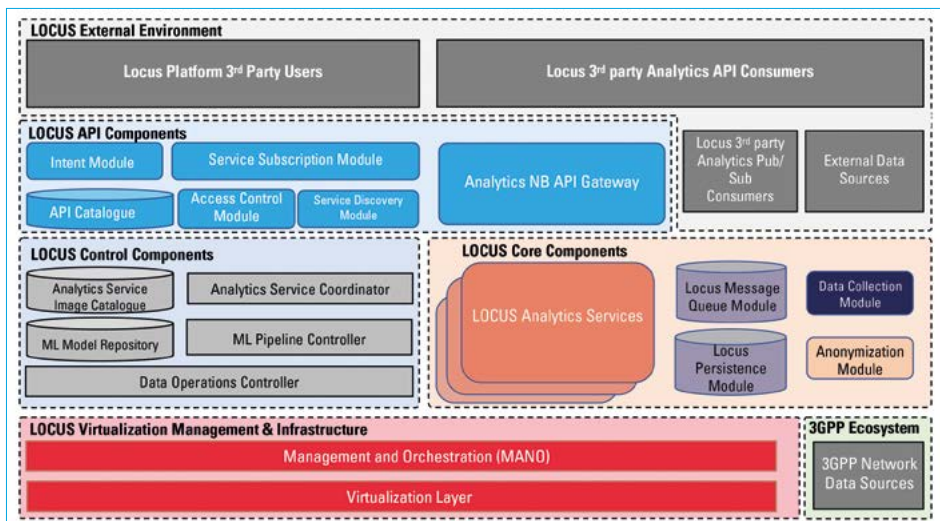 LOCUS External Environment
Locus Platform 3rd Party Users
Locus 3rd party Analytics API Consumers
LOCUS API Components
Intent Module
Service Subscription Module
Analytics NB API Gateway
API Catalogue
Access Control
Module
Service Discovery
Module
Locus 3rd party
Analytics Pub/
Sub
Consumers
External Data
Sources
LOCUS Control Components
Analytics Service
Image Catalogue
Analytics Service Coordinator
ML Model Repository
ML Pipeline Controller
Data Operations Controller
LOCUS Core Components
LOCUS Analytics Services
Locus Message
Queue Module
Data Collection
Module
Locus
Persistence
Module
Anonymization
Module
LOCUS Virtualization Management & Infrastructure
Management and Orchestration (MANO)
Virtualization Layer
3GPP Ecosystem
3GPP Network
Data Sources